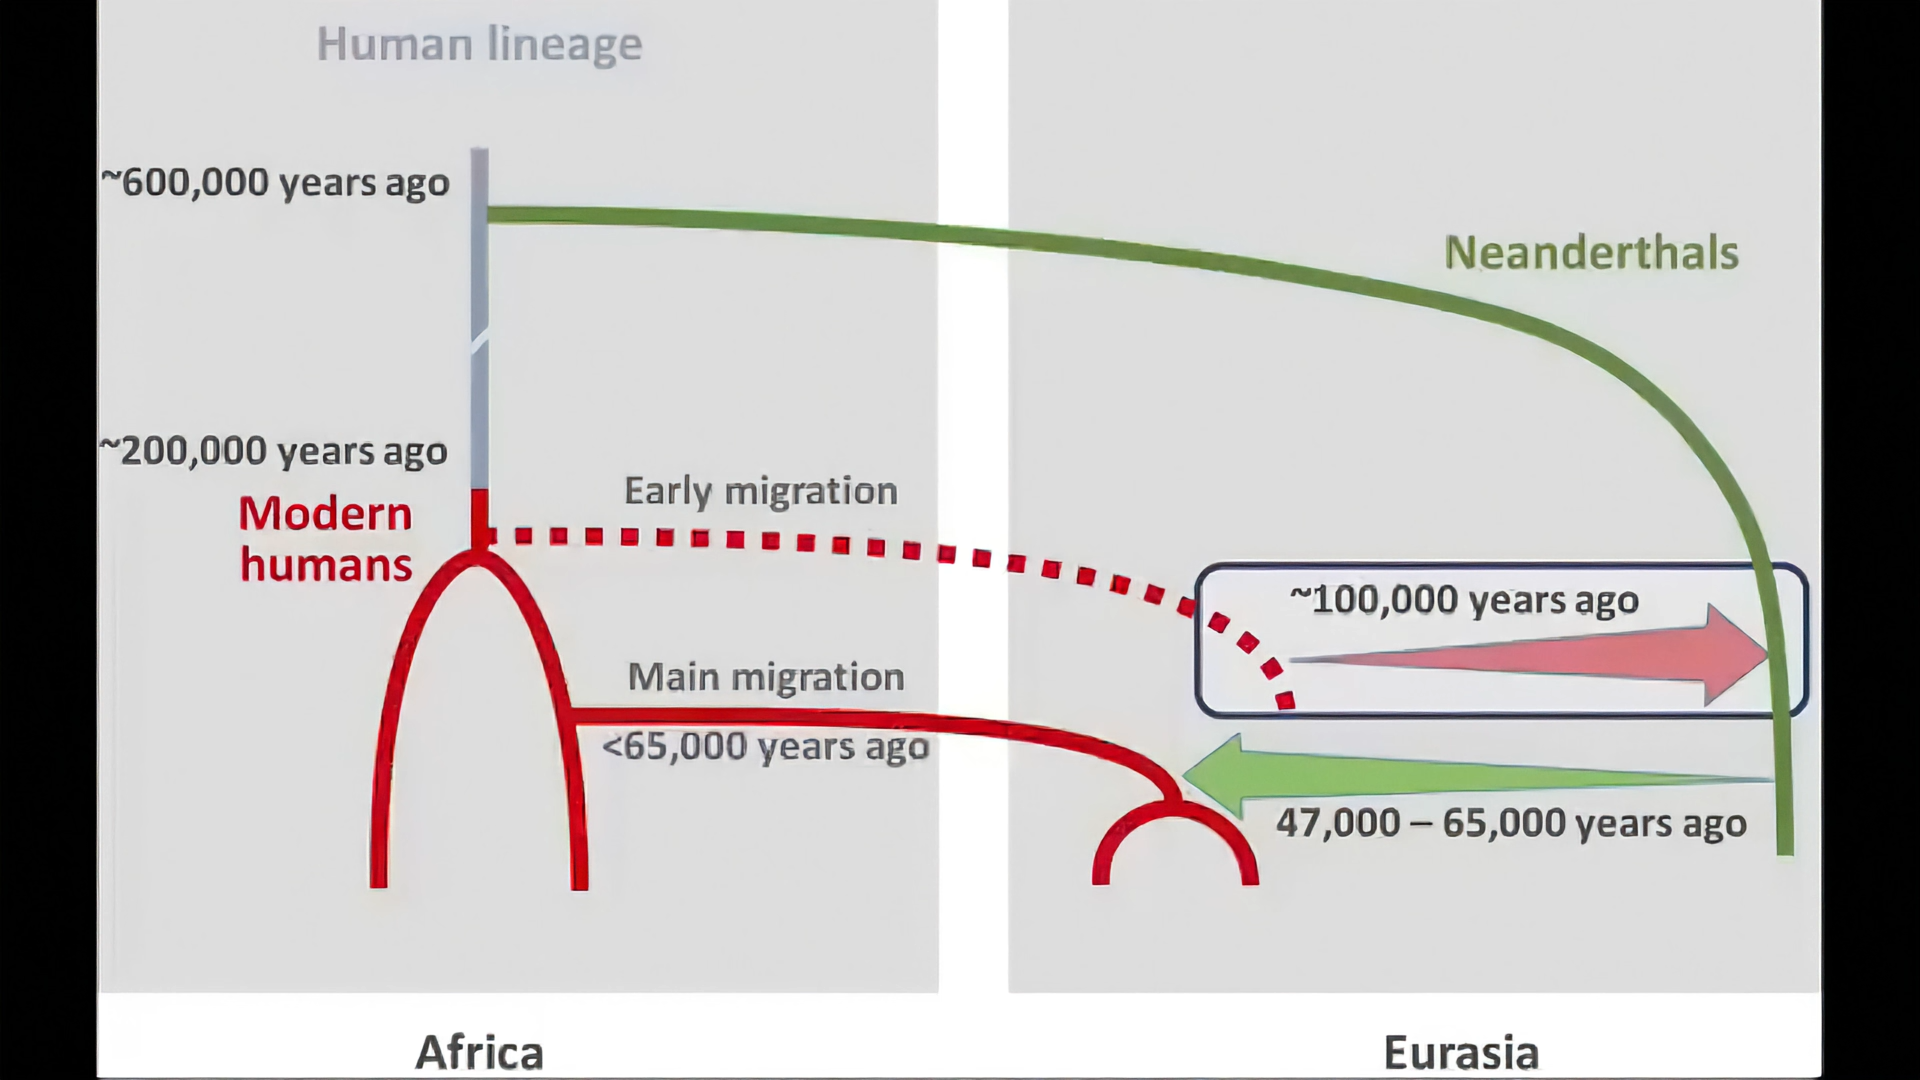 Human lineage
~600,000 years ago
Neanderthals
~200,000 years ago
Modern
humans
Early migration
~100,000 years ago
Main migration
<65,000 years ago
47,000 – 65,000 years ago
Africa
Eurasia